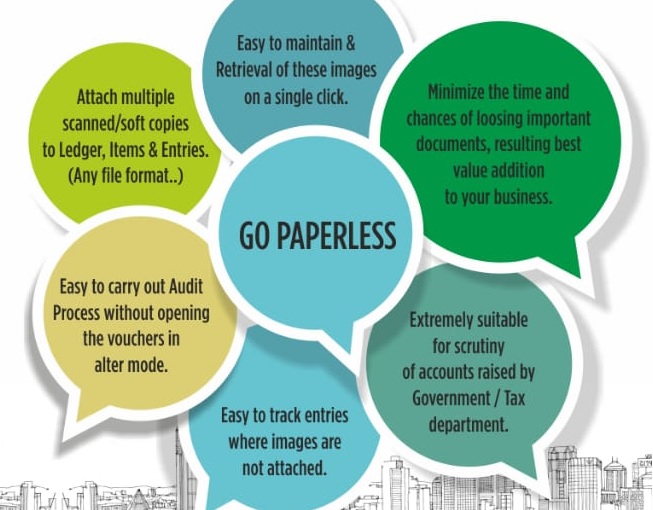 Easy to maintain &
Retrieval of these images
on a single click.
Attach multiple
scanned/soft copies
to Ledger, Items & Entries.
(Any file format..)
Minimize the time and
chances of loosing important
documents, resulting best
value addition
to your business.
GO PAPERLESS
Easy to carry out Audit
Process without opening
the vouchers in
alter mode.
Extremely suitable
for scrutiny
of accounts raised by
Government / Tax
department.
Easy to track entries
where images are
not attached.